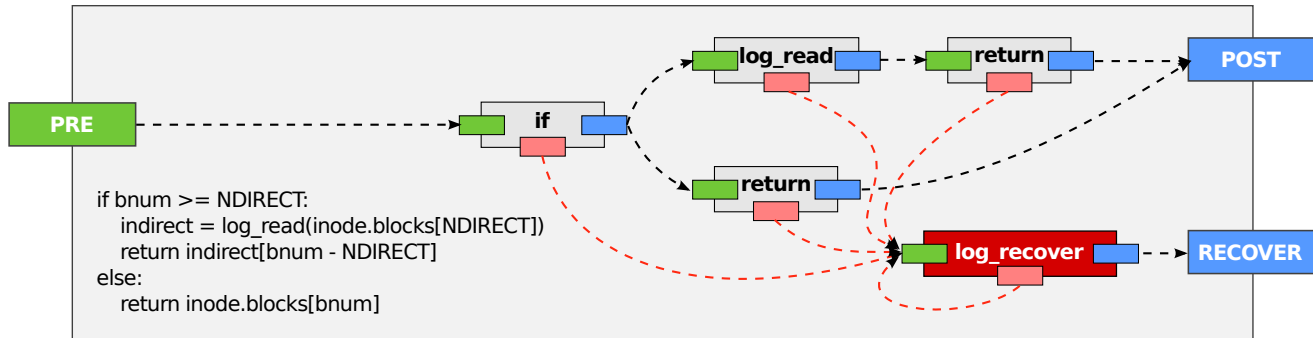 log_read
return
POST
PRE
if
return
if bnum >= NDIRECT:
indirect = log_read(inode.blocks[NDIRECT])
return indirect[bnum - NDIRECT]
else:
return inode.blocks[bnum]
log_recover
RECOVER